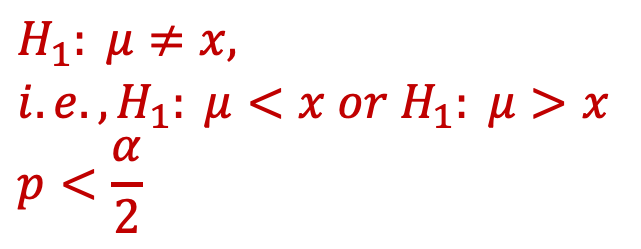 H₁: μ ≠ x,
i.e., H₁: μ < x or H₁: μ > x
p < α/2